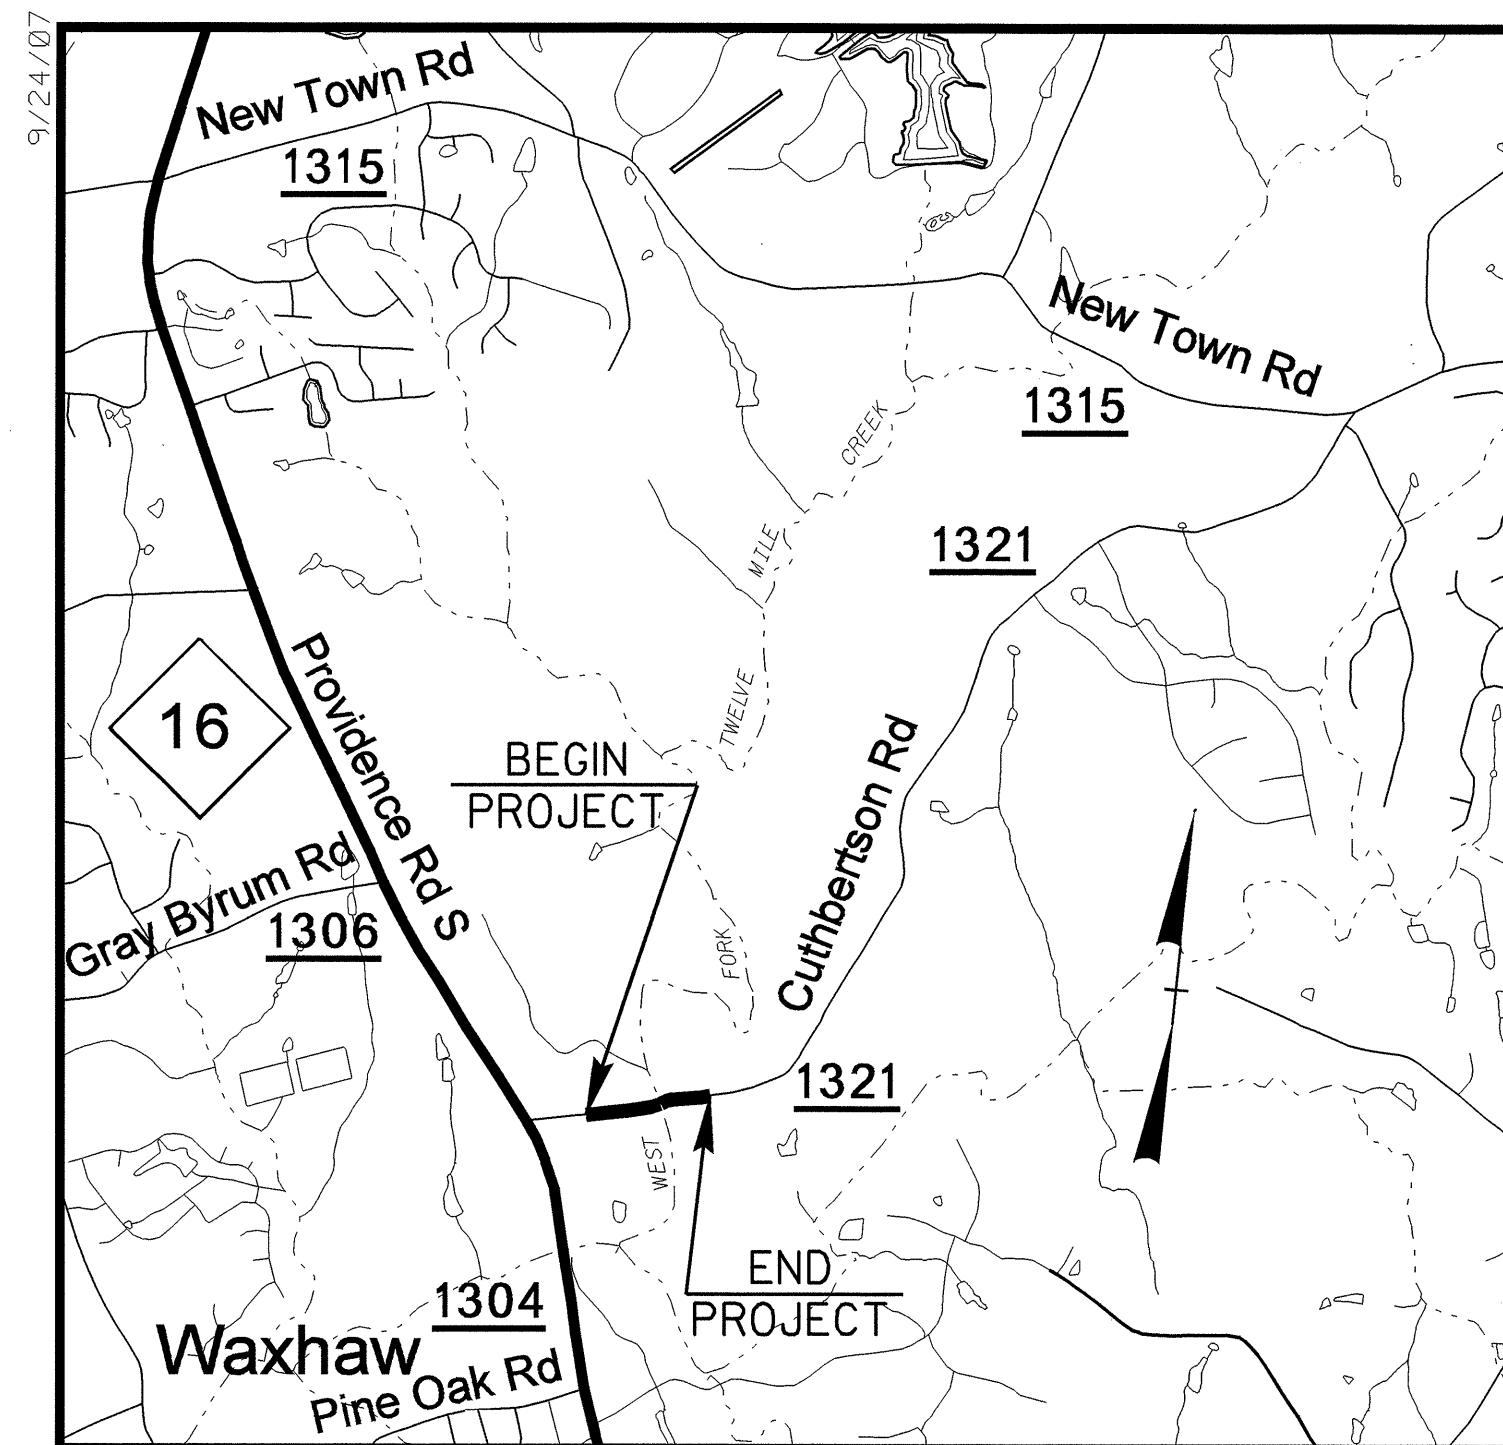 9/24/07
New Town Rd
1315
New Town Rd
1315
CREEK
MILE
TWELVE
FORK
WEST
1321
16
Providence Rd S
BEGIN
PROJECT
Cuthbertson Rd
Gray Byrum Rd
1306
1321
END
PROJECT
1304
Waxhaw
Pine Oak Rd